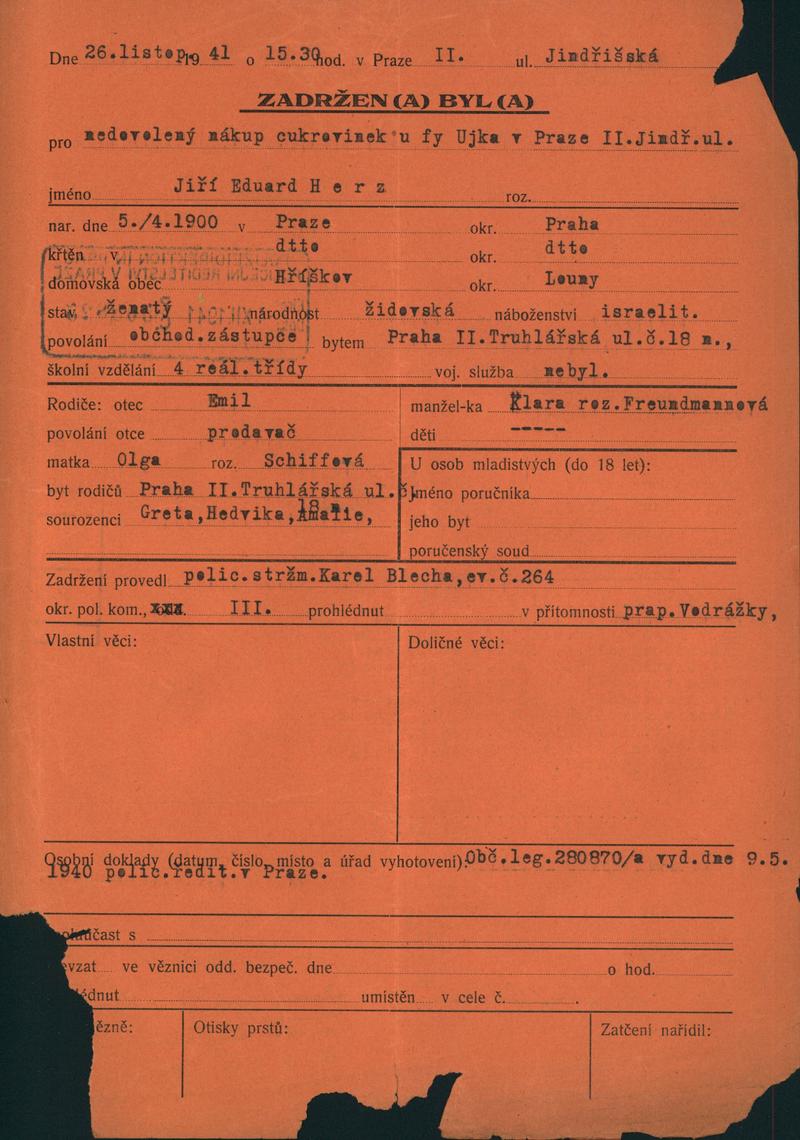 Dne 26.listop. 19 41 o 15.30 hod. v Praze II. ul. Jindřišská
ZADRŽEN(A) BYL(A)
pro nedovolený nákup cukrovinek u fy Ujka v Praze II.Jindř.ul.
jméno Jiří Eduard Herz roz.
nar. dne 5./4.1900 v Praze okr. Praha
křtěn v dtto okr. dtto
domovská obec Hříškov okr. Louny
stav ženatý národnost židovská náboženství israelit.
povolání obchod.zástupce bytem Praha II.Truhlářská ul.č.18 n.,
školní vzdělání 4 reál.třídy voj. služba nebyl.
Rodiče: otec Emil manžel-ka Klara roz.Freundmannová
povolání otce prodavač děti -----
matka Olga roz. Schiffová U osob mladistvých (do 18 let):
byt rodičů Praha II.Truhlářská ul.č. 18 jméno poručníka
sourozenci Greta,Hedvika,Amalie, jeho byt
poručenský soud
Zadržení provedl polic.stržm.Karel Blecha,ev.č.264
okr. pol. kom., III. prohlédnut v přítomnosti prap.Vodrážky,
Vlastní věci: Doličné věci:
Osobní doklady (datum, číslo, místo a úřad vyhotovení): Obč.leg.280870/a vyd.dne 9.5.
1940 polic.ředit.v Praze.
účast s
vzat ve věznici odd. bezpeč. dne o hod.
édnut umístěn v cele č.
ězně: Otisky prstů: Zatčení nařídil: